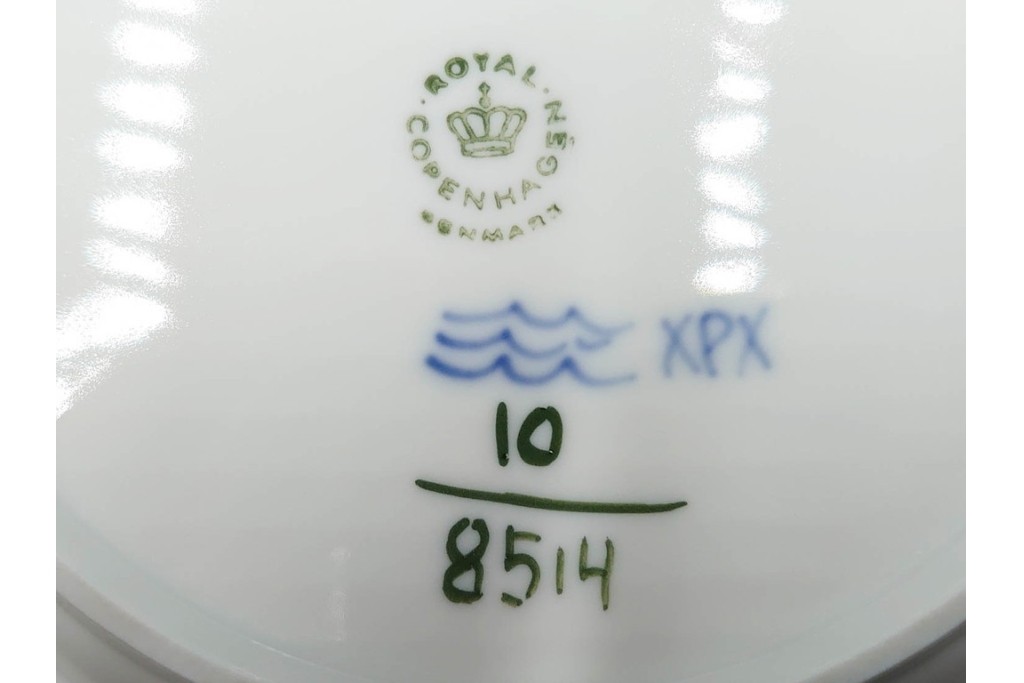 ROYAL
COPENHAGEN
DENMARK
XPX
10
8514